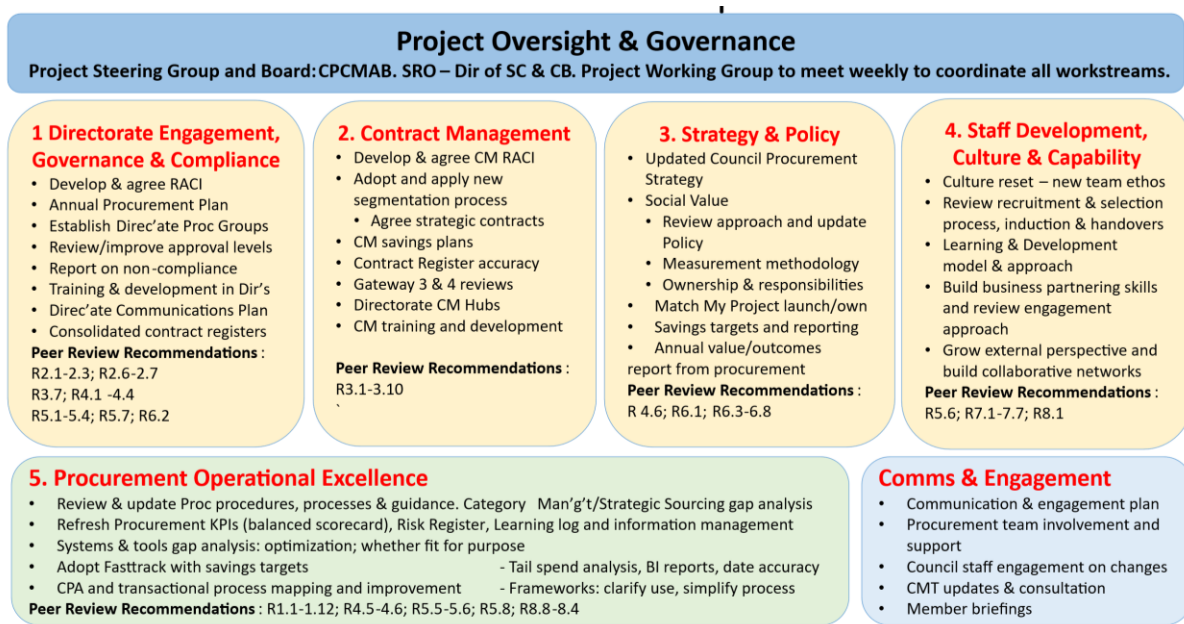 Project Oversight & Governance
Project Steering Group and Board: CPCMAB. SRO – Dir of SC & CB. Project Working Group to meet weekly to coordinate all workstreams.
1 Directorate Engagement,
Governance & Compliance
• Develop & agree RACI
• Annual Procurement Plan
• Establish Direc'ate Proc Groups
• Review/improve approval levels
• Report on non-compliance
• Training & development in Dir's
• Direc'ate Communications Plan
• Consolidated contract registers
Peer Review Recommendations :
R2.1-2.3; R2.6-2.7
R3.7; R4.1 -4.4
R5.1-5.4; R5.7; R6.2
2. Contract Management
• Develop & agree CM RACI
• Adopt and apply new
segmentation process
• Agree strategic contracts
• CM savings plans
• Contract Register accuracy
• Gateway 3 & 4 reviews
• Directorate CM Hubs
• CM training and development
Peer Review Recommendations :
R3.1-3.10
`
3. Strategy & Policy
• Updated Council Procurement
Strategy
• Social Value
• Review approach and update
Policy
• Measurement methodology
• Ownership & responsibilities
• Match My Project launch/own
• Savings targets and reporting
• Annual value/outcomes
report from procurement
Peer Review Recommendations :
R 4.6; R6.1; R6.3-6.8
4. Staff Development,
Culture & Capability
• Culture reset – new team ethos
• Review recruitment & selection
process, induction & handovers
• Learning & Development
model & approach
• Build business partnering skills
and review engagement
approach
• Grow external perspective and
build collaborative networks
Peer Review Recommendations :
R5.6; R7.1-7.7; R8.1
5. Procurement Operational Excellence
• Review & update Proc procedures, processes & guidance. Category Man'g't/Strategic Sourcing gap analysis
• Refresh Procurement KPIs (balanced scorecard), Risk Register, Learning log and information management
• Systems & tools gap analysis: optimization; whether fit for purpose
• Adopt Fasttrack with savings targets - Tail spend analysis, BI reports, date accuracy
• CPA and transactional process mapping and improvement - Frameworks: clarify use, simplify process
Peer Review Recommendations : R1.1-1.12; R4.5-4.6; R5.5-5.6; R5.8; R8.8-8.4
Comms & Engagement
• Communication & engagement plan
• Procurement team involvement and
support
• Council staff engagement on changes
• CMT updates & consultation
• Member briefings